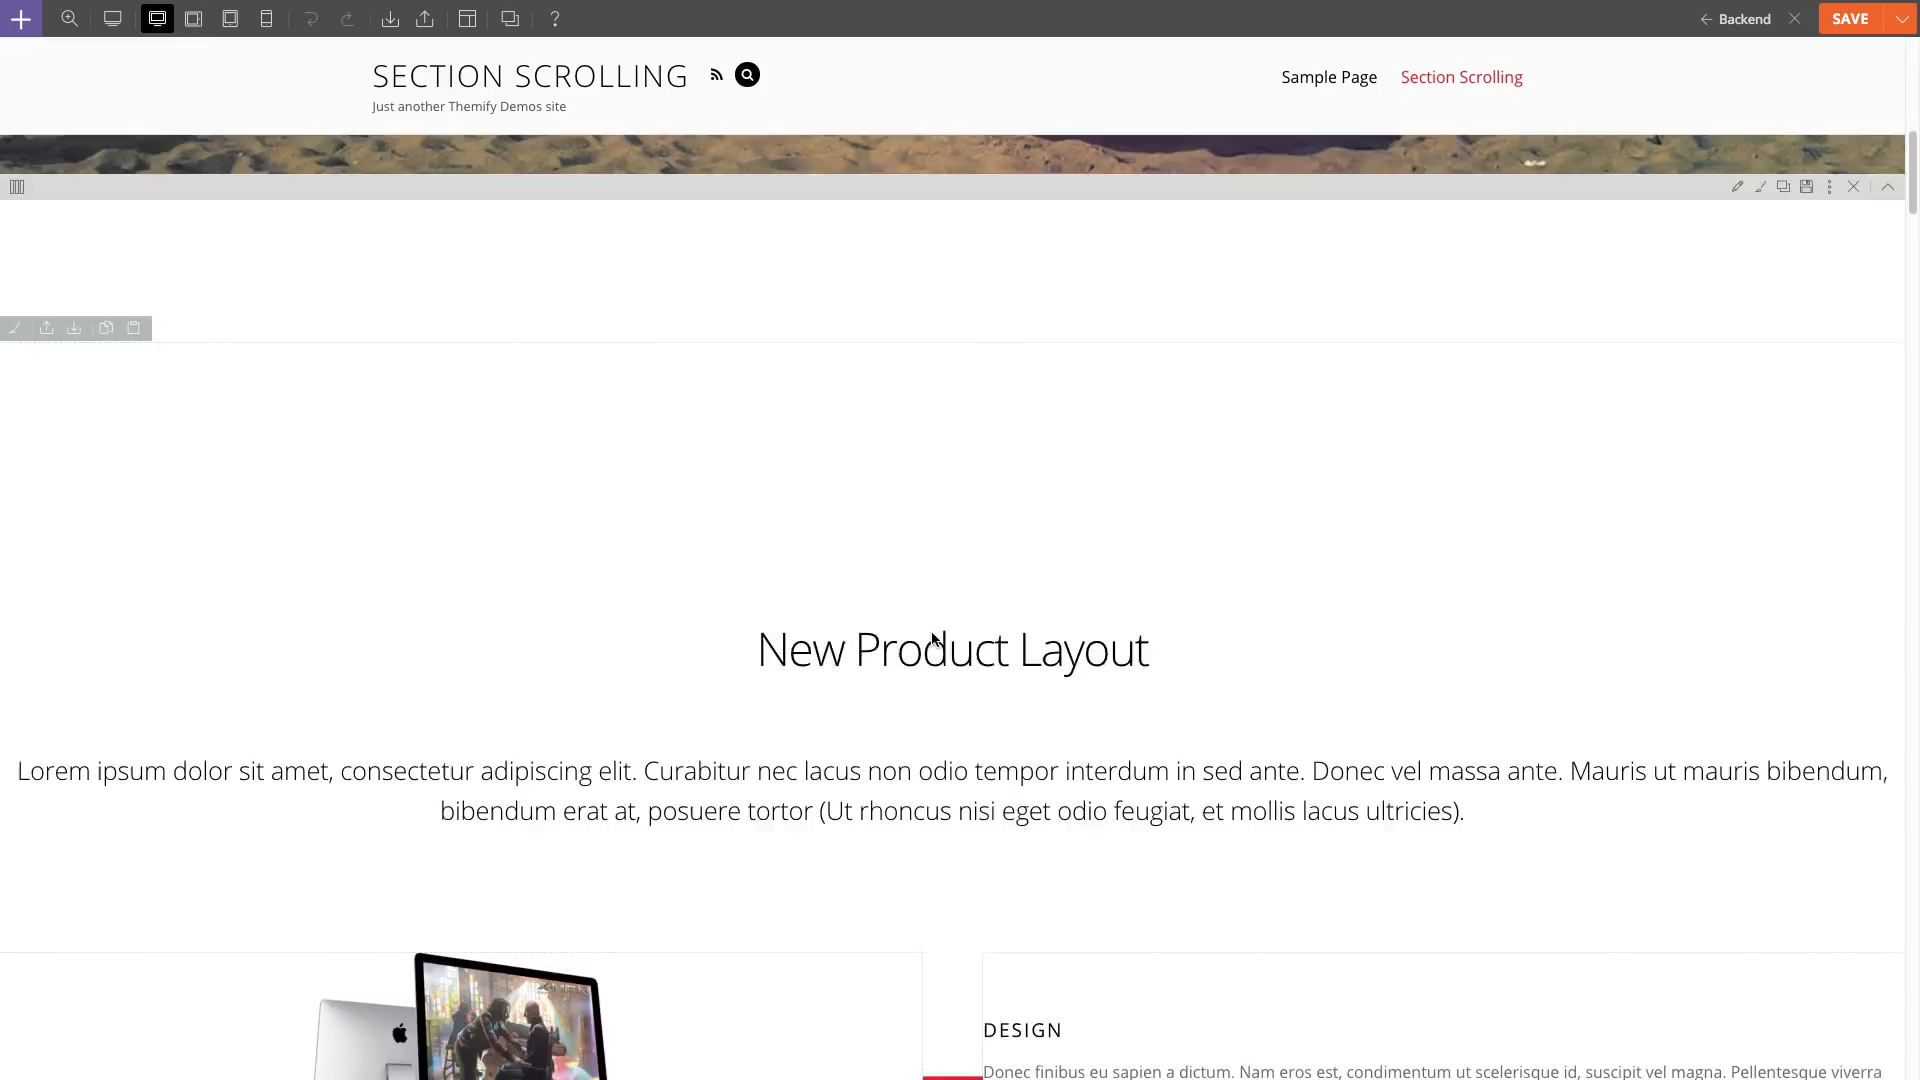 Backend
SAVE
SECTION SCROLLING
Just another Themify Demos site
Sample Page
Section Scrolling
New Product Layout
Lorem ipsum dolor sit amet, consectetur adipiscing elit. Curabitur nec lacus non odio tempor interdum in sed ante. Donec vel massa ante. Mauris ut mauris bibendum,
bibendum erat at, posuere tortor (Ut rhoncus nisi eget odio feugiat, et mollis lacus ultricies).
DESIGN
Donec finibus eu sapien a dictum. Nam eros est, condimentum ut scelerisque id, suscipit vel magna. Pellentesque viverra